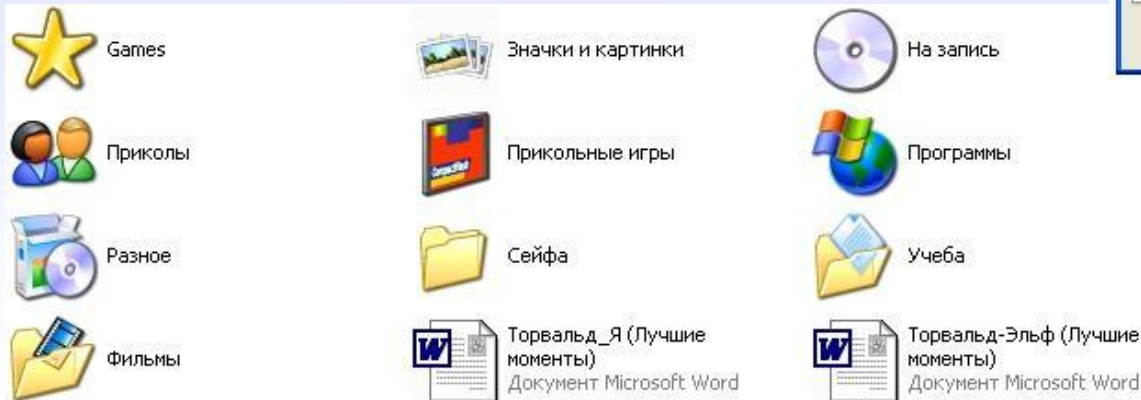 Games
Значки и картинки
На запись
Приколы
Прикольные игры
Программы
Разное
Сейфа
Учеба
Фильмы
Торвальд_Я (Лучшие
моменты)
Документ Microsoft Word
Торвальд-Эльф (Лучшие
моменты)
Документ Microsoft Word